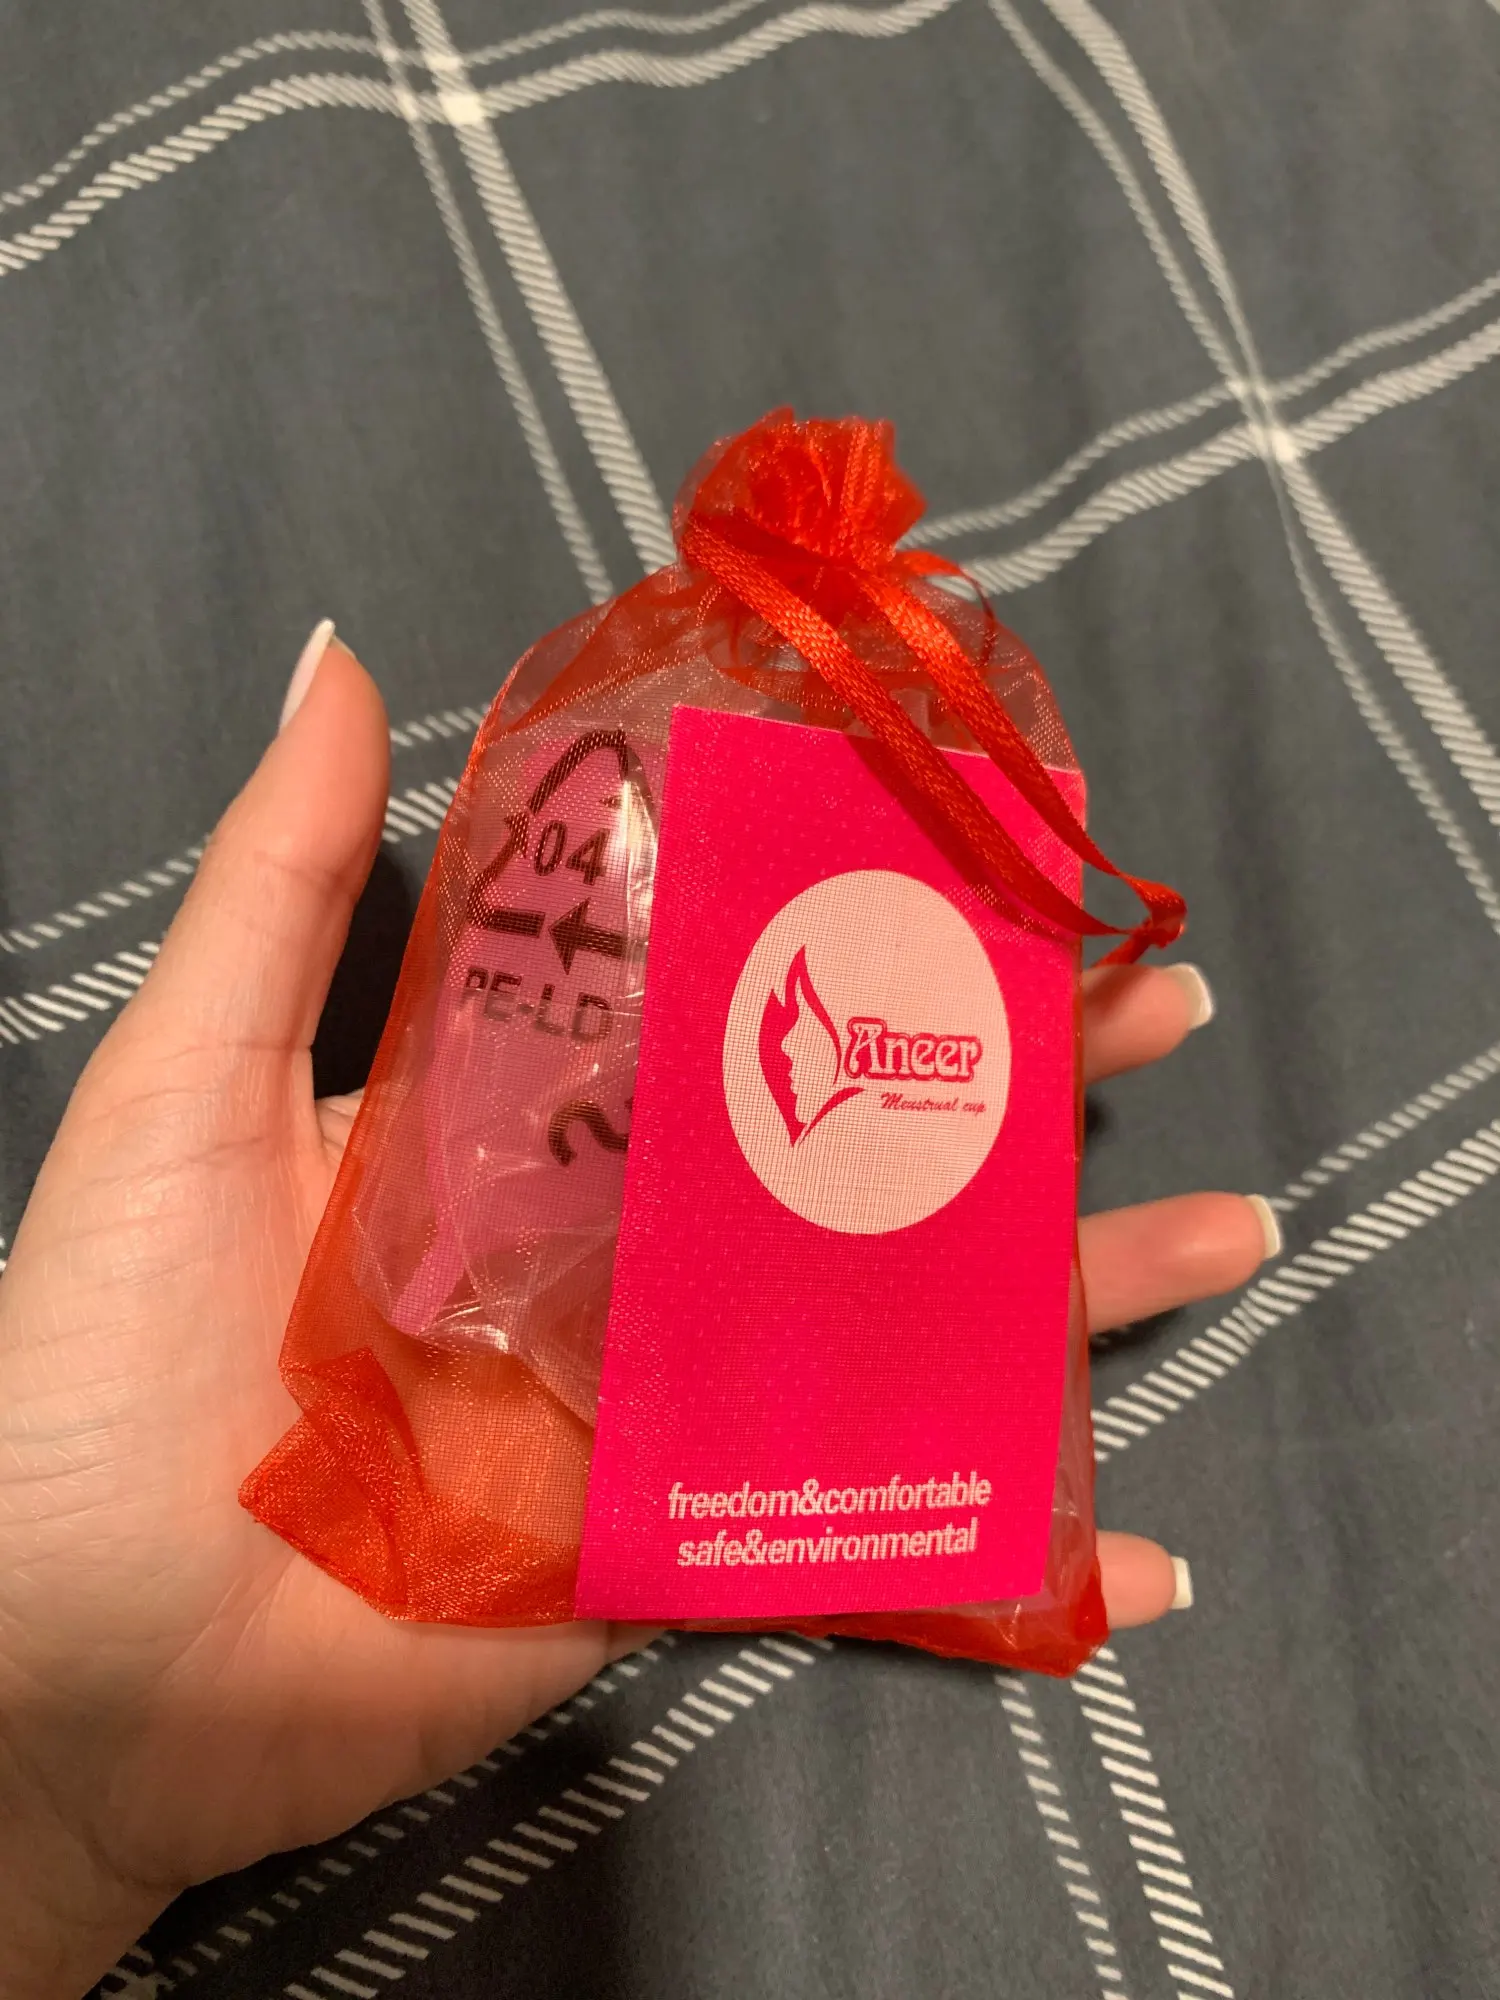 04
PE-LD
Aneer
Menstrual cup
freedom&comfortable
safe&environmental